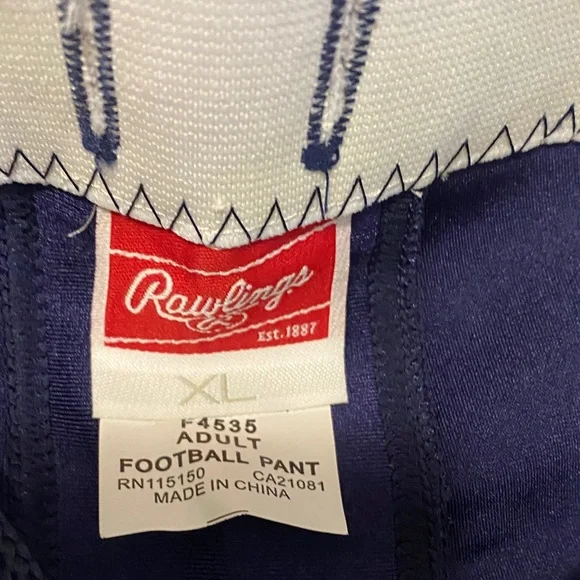 Rawlings
Est. 1887
XL
F4535
ADULT
FOOTBALL PANT
RN115150 CA21081
MADE IN CHINA